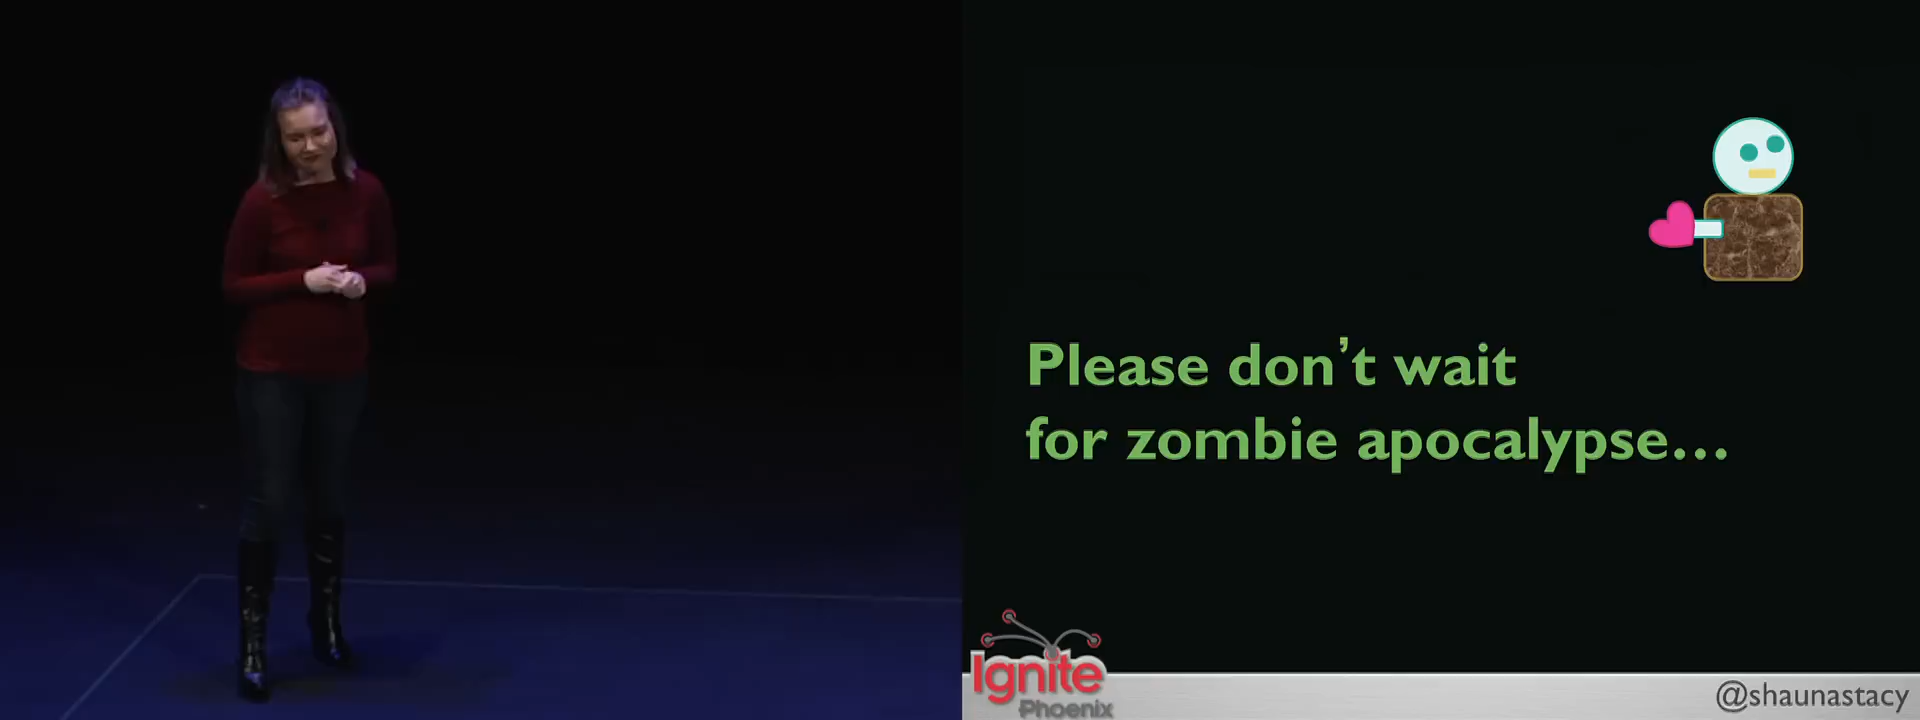 Please don’t wait
for zombie apocalypse...
Ignite
Phoenix
@shaunastacy